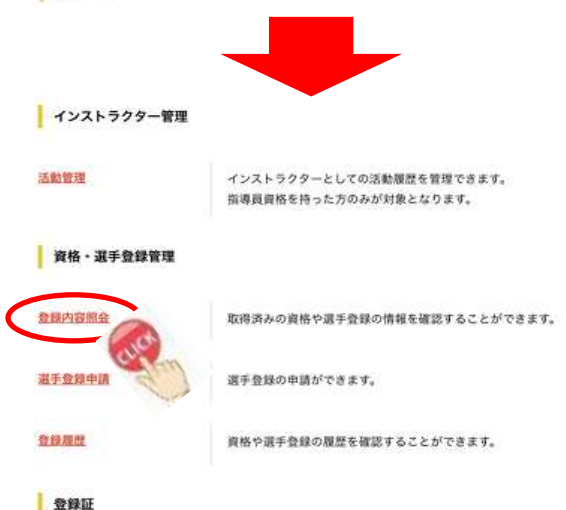 インストラクター管理
活動管理
インストラクターとしての活動履歴を管理できます。
指導員資格を持った方のみが対象となります。
資格・選手登録管理
登録内容照会
取得済みの資格や選手登録の情報を確認することができます。
CLICK
選手登録申請
選手登録の申請ができます。
登録履歴
資格や選手登録の履歴を確認することができます。
登録証